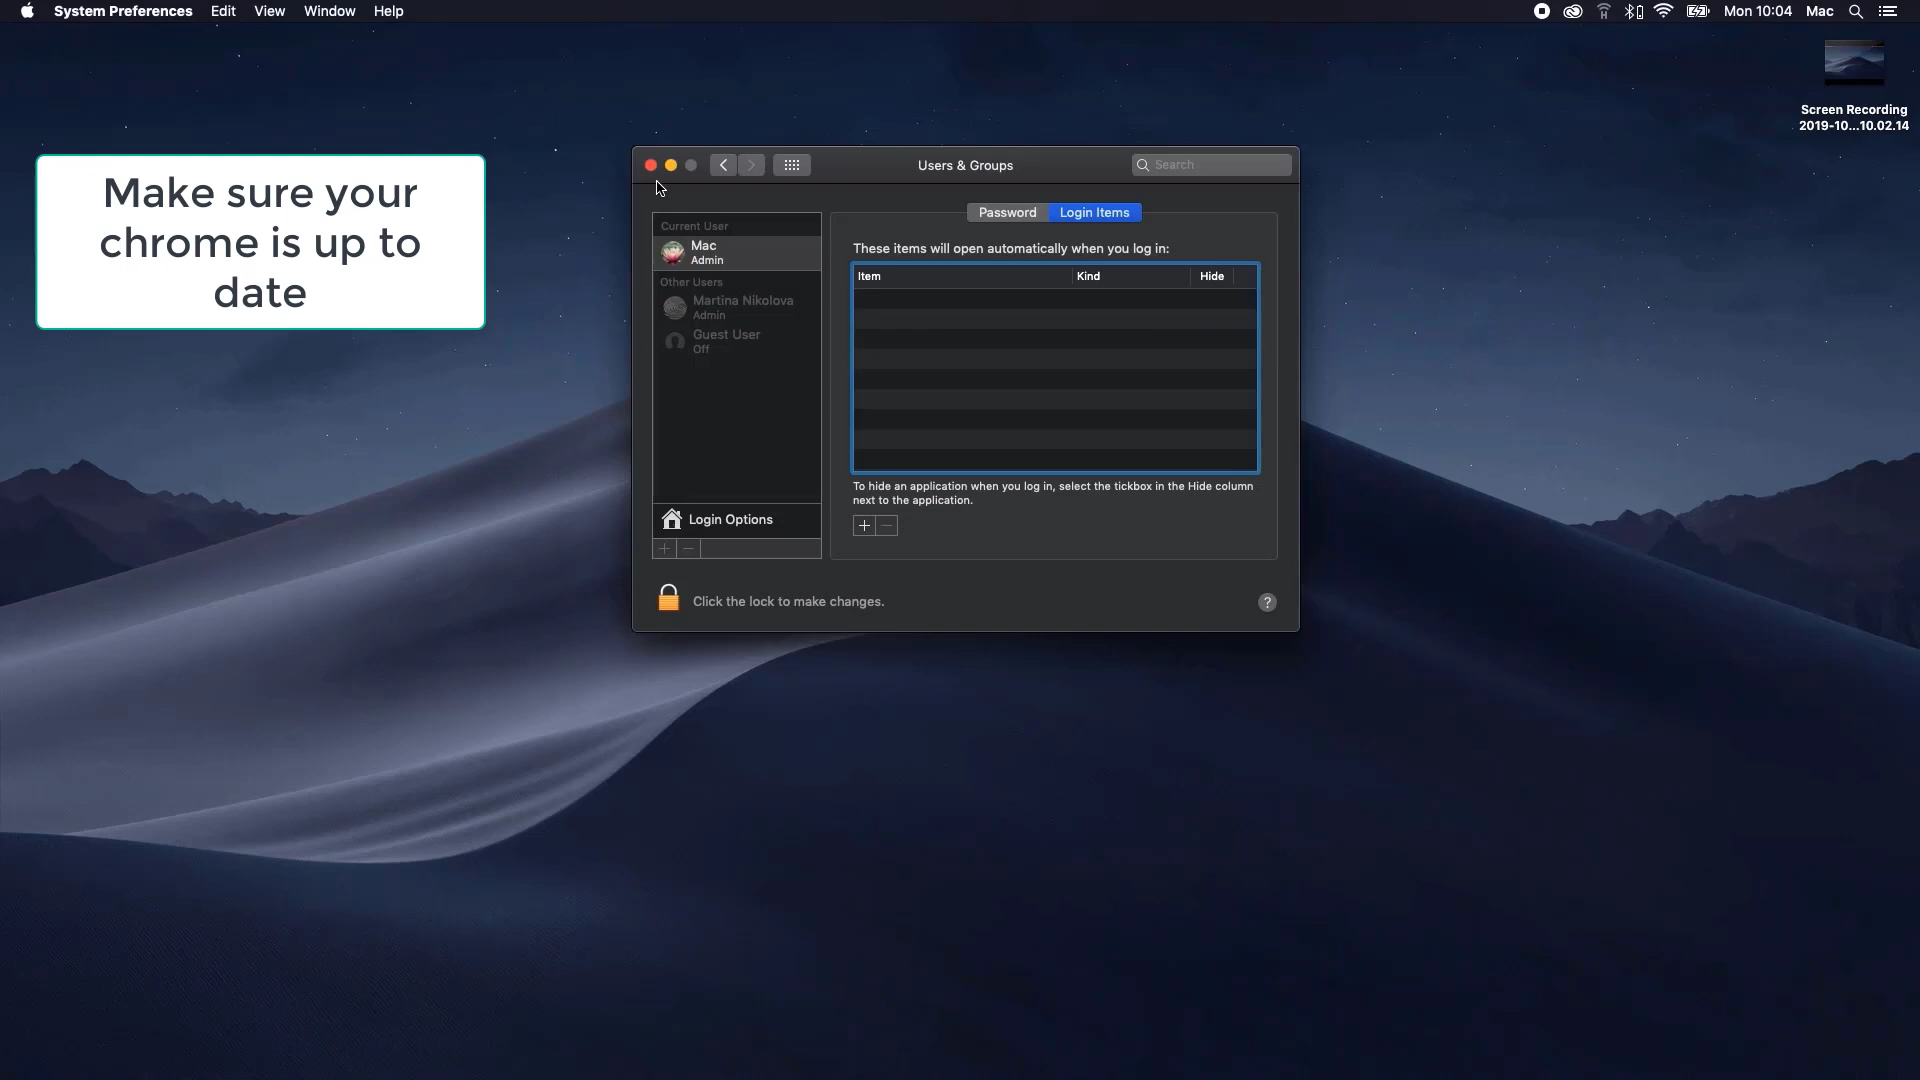 System Preferences Edit View Window Help
Mon 10:04 Mac
Screen Recording
2019-10...10.02.14
Make sure your
chrome is up to
date
Users & Groups
Search
Password Login Items
Current User
Mac
Admin
Other Users
Martina Nikolova
Admin
Guest User
Off
Login Options
These items will open automatically when you log in:
Item Kind Hide
To hide an application when you log in, select the tickbox in the Hide column
next to the application.
Click the lock to make changes.
?